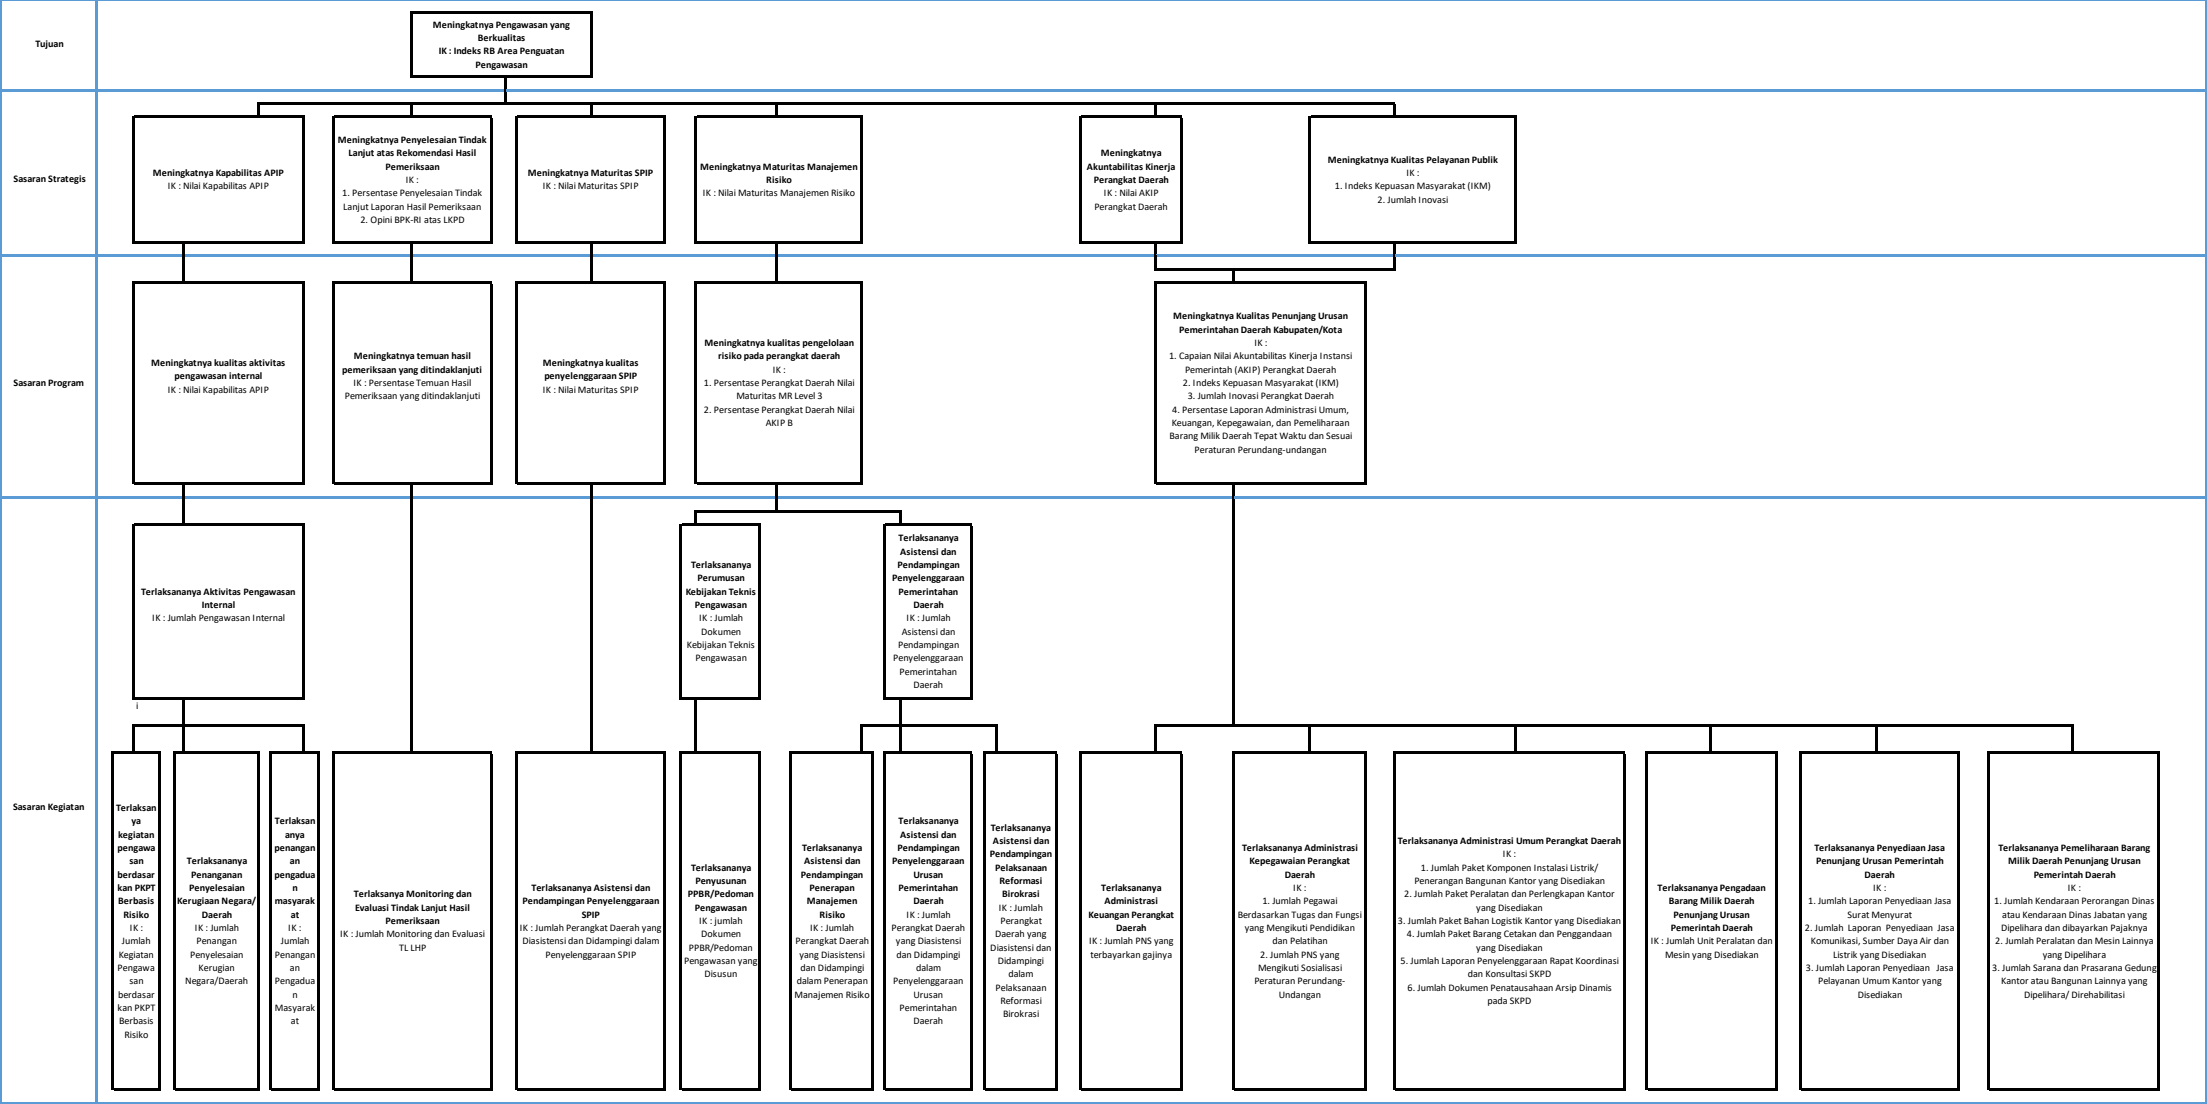 Tujuan
Meningkatnya Pengawasan yang
Berkualitas
IK : Indeks RB Area Penguatan
Pengawasan
Sasaran Strategis
Meningkatnya Kapabilitas APIP
IK : Nilai Kapabilitas APIP
Meningkatnya Penyelesaian Tindak
Lanjut atas Rekomendasi Hasil
Pemeriksaan
IK :
1. Persentase Penyelesaian Tindak
Lanjut Laporan Hasil Pemeriksaan
2. Opini BPK-RI atas LKPD
Meningkatnya Maturitas SPIP
IK : Nilai Maturitas SPIP
Meningkatnya Maturitas Manajemen
Risiko
IK : Nilai Maturitas Manajemen Risiko
Meningkatnya
Akuntabilitas Kinerja
Perangkat Daerah
IK : Nilai AKIP
Perangkat Daerah
Meningkatnya Kualitas Pelayanan Publik
IK :
1. Indeks Kepuasan Masyarakat (IKM)
2. Jumlah Inovasi
Sasaran Program
Meningkatnya kualitas aktivitas
pengawasan internal
IK : Nilai Kapabilitas APIP
Meningkatnya temuan hasil
pemeriksaan yang ditindaklanjuti
IK : Persentase Temuan Hasil
Pemeriksaan yang ditindaklanjuti
Meningkatnya kualitas
penyelenggaraan SPIP
IK : Nilai Maturitas SPIP
Meningkatnya kualitas pengelolaan
risiko pada perangkat daerah
IK :
1. Persentase Perangkat Daerah Nilai
Maturitas MR Level 3
2. Persentase Perangkat Daerah Nilai
AKIP B
Meningkatnya Kualitas Penunjang Urusan
Pemerintahan Daerah Kabupaten/Kota
IK :
1. Capaian Nilai Akuntabilitas Kinerja Instansi
Pemerintah (AKIP) Perangkat Daerah
2. Indeks Kepuasan Masyarakat (IKM)
3. Jumlah Inovasi Perangkat Daerah
4. Persentase Laporan Administrasi Umum,
Keuangan, Kepegawaian, dan Pemeliharaan
Barang Milik Daerah Tepat Waktu dan Sesuai
Peraturan Perundang-undangan
Sasaran Kegiatan
Terlaksananya Aktivitas Pengawasan
Internal
IK : Jumlah Pengawasan Internal
Terlaksananya
Perumusan
Kebijakan Teknis
Pengawasan
IK : Jumlah
Dokumen
Kebijakan Teknis
Pengawasan
Terlaksananya
Asistensi dan
Pendampingan
Penyelenggaraan
Pemerintahan
Daerah
IK : Jumlah
Asistensi dan
Pendampingan
Penyelenggaraan
Pemerintahan
Daerah
i
Terlaksan
ya
kegiatan
pengawa
san
berdasar
kan PKPT
Berbasis
Risiko
IK :
Jumlah
Kegiatan
Pengawa
san
berdasar
kan PKPT
Berbasis
Risiko
Terlaksananya
Penanganan
Penyelesaian
Kerugiaan Negara/
Daerah
IK : Jumlah
Penangan
Penyelesaian
Kerugian
Negara/Daerah
Terlaksan
anya
penangan
an
pengadua
n
masyarak
at
IK :
Jumlah
Penangan
an
Pengadua
n
Masyarak
at
Terlaksanya Monitoring dan
Evaluasi Tindak Lanjut Hasil
Pemeriksaan
IK : Jumlah Monitoring dan Evaluasi
TL LHP
Terlaksananya Asistensi dan
Pendampingan Penyelenggaraan
SPIP
IK : Jumlah Perangkat Daerah yang
Diasistensi dan Didampingi dalam
Penyelenggaraan SPIP
Terlaksananya
Penyusunan
PPBR/Pedoman
Pengawasan
IK : jumlah
Dokumen
PPBR/Pedoman
Pengawasan yang
Disusun
Terlaksananya
Asistensi dan
Pendampingan
Penerapan
Manajemen
Risiko
IK : Jumlah
Perangkat Daerah
yang Diasistensi
dan Didampingi
dalam Penerapan
Manajemen Risiko
Terlaksananya
Asistensi dan
Pendampingan
Penyelenggaraan
Urusan
Pemerintahan
Daerah
IK : Jumlah
Perangkat Daerah
yang Diasistensi
dan Didampingi
dalam
Penyelenggaraan
Urusan
Pemerintahan
Daerah
Terlaksananya
Asistensi dan
Pendampingan
Pelaksanaan
Reformasi
Birokrasi
IK : Jumlah
Perangkat
Daerah yang
Diasistensi dan
Didampingi
dalam
Pelaksanaan
Reformasi
Birokrasi
Terlaksananya
Administrasi
Keuangan Perangkat
Daerah
IK : Jumlah PNS yang
terbayarkan gajinya
Terlaksananya Administrasi
Kepegawaian Perangkat
Daerah
IK :
1. Jumlah Pegawai
Berdasarkan Tugas dan Fungsi
yang Mengikuti Pendidikan
dan Pelatihan
2. Jumlah PNS yang
Mengikuti Sosialisasi
Peraturan Perundang-
Undangan
Terlaksananya Administrasi Umum Perangkat Daerah
IK :
1. Jumlah Paket Komponen Instalasi Listrik/
Penerangan Bangunan Kantor yang Disediakan
2. Jumlah Paket Peralatan dan Perlengkapan Kantor
yang Disediakan
3. Jumlah Paket Bahan Logistik Kantor yang Disediakan
4. Jumlah Paket Barang Cetakan dan Penggandaan
yang Disediakan
5. Jumlah Laporan Penyelenggaraan Rapat Koordinasi
dan Konsultasi SKPD
6. Jumlah Dokumen Penatausahaan Arsip Dinamis
pada SKPD
Terlaksananya Pengadaan
Barang Milik Daerah
Penunjang Urusan
Pemerintah Daerah
IK : Jumlah Unit Peralatan dan
Mesin yang Disediakan
Terlaksananya Penyediaan Jasa
Penunjang Urusan Pemerintah
Daerah
IK :
1. Jumlah Laporan Penyediaan Jasa
Surat Menyurat
2. Jumlah Laporan Penyediaan Jasa
Komunikasi, Sumber Daya Air dan
Listrik yang Disediakan
3. Jumlah Laporan Penyediaan Jasa
Pelayanan Umum Kantor yang
Disediakan
Terlaksananya Pemeliharaan Barang
Milik Daerah Penunjang Urusan
Pemerintah Daerah
IK :
1. Jumlah Kendaraan Perorangan Dinas
atau Kendaraan Dinas Jabatan yang
Dipelihara dan dibayarkan Pajaknya
2. Jumlah Peralatan dan Mesin Lainnya
yang Dipelihara
3. Jumlah Sarana dan Prasarana Gedung
Kantor atau Bangunan Lainnya yang
Dipelihara/ Direhabilitasi